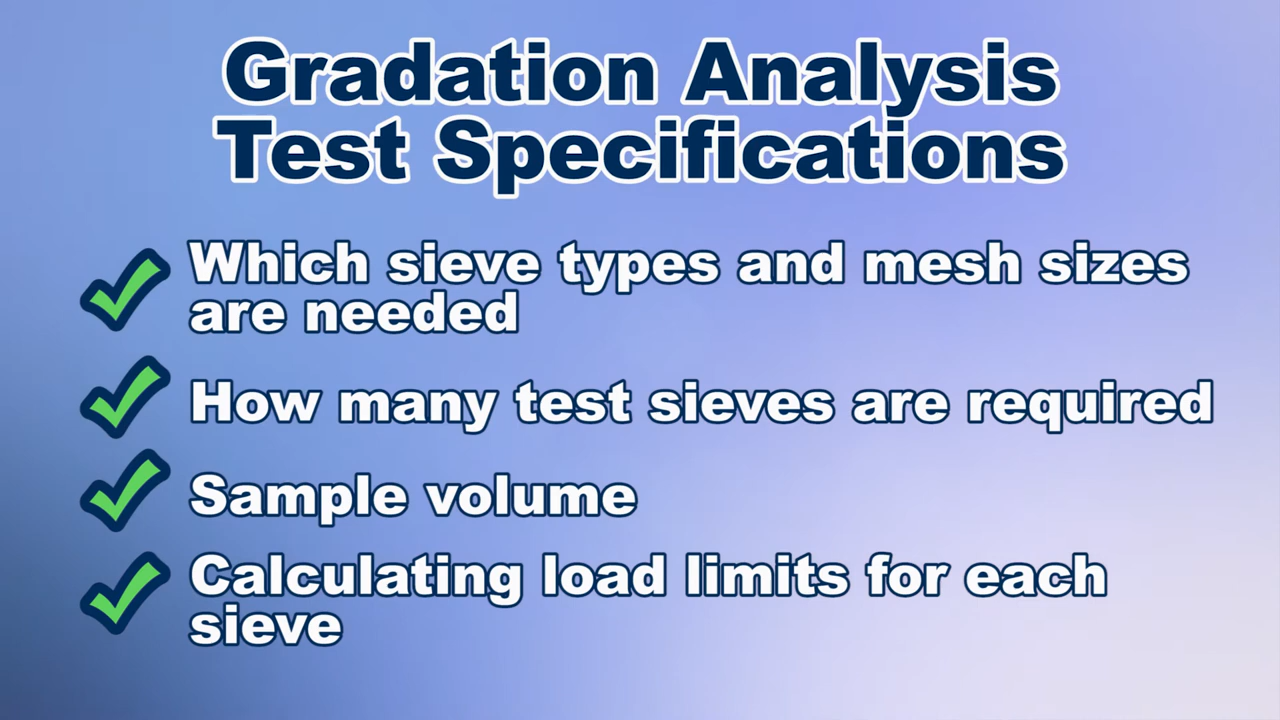 Gradation Analysis
Test Specifications
Which sieve types and mesh sizes
are needed
How many test sieves are required
Sample volume
Calculating load limits for each
sieve